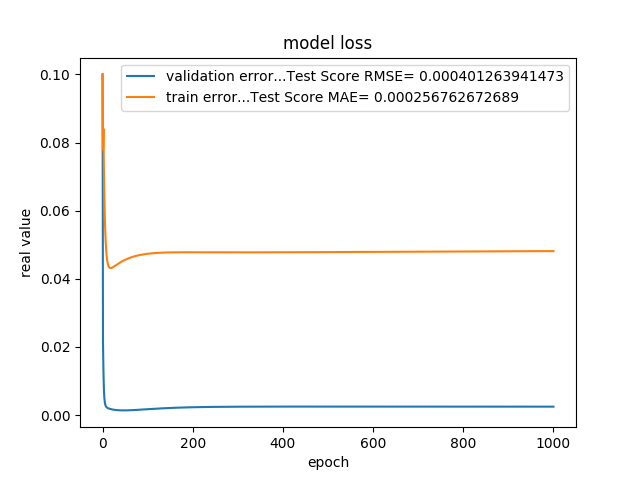 model loss
validation error...Test Score RMSE= 0.000401263941473
train error...Test Score MAE= 0.000256762672689
0.10
0.08
0.06
0.04
0.02
0.00
real value
0 200 400 600 800 1000
epoch